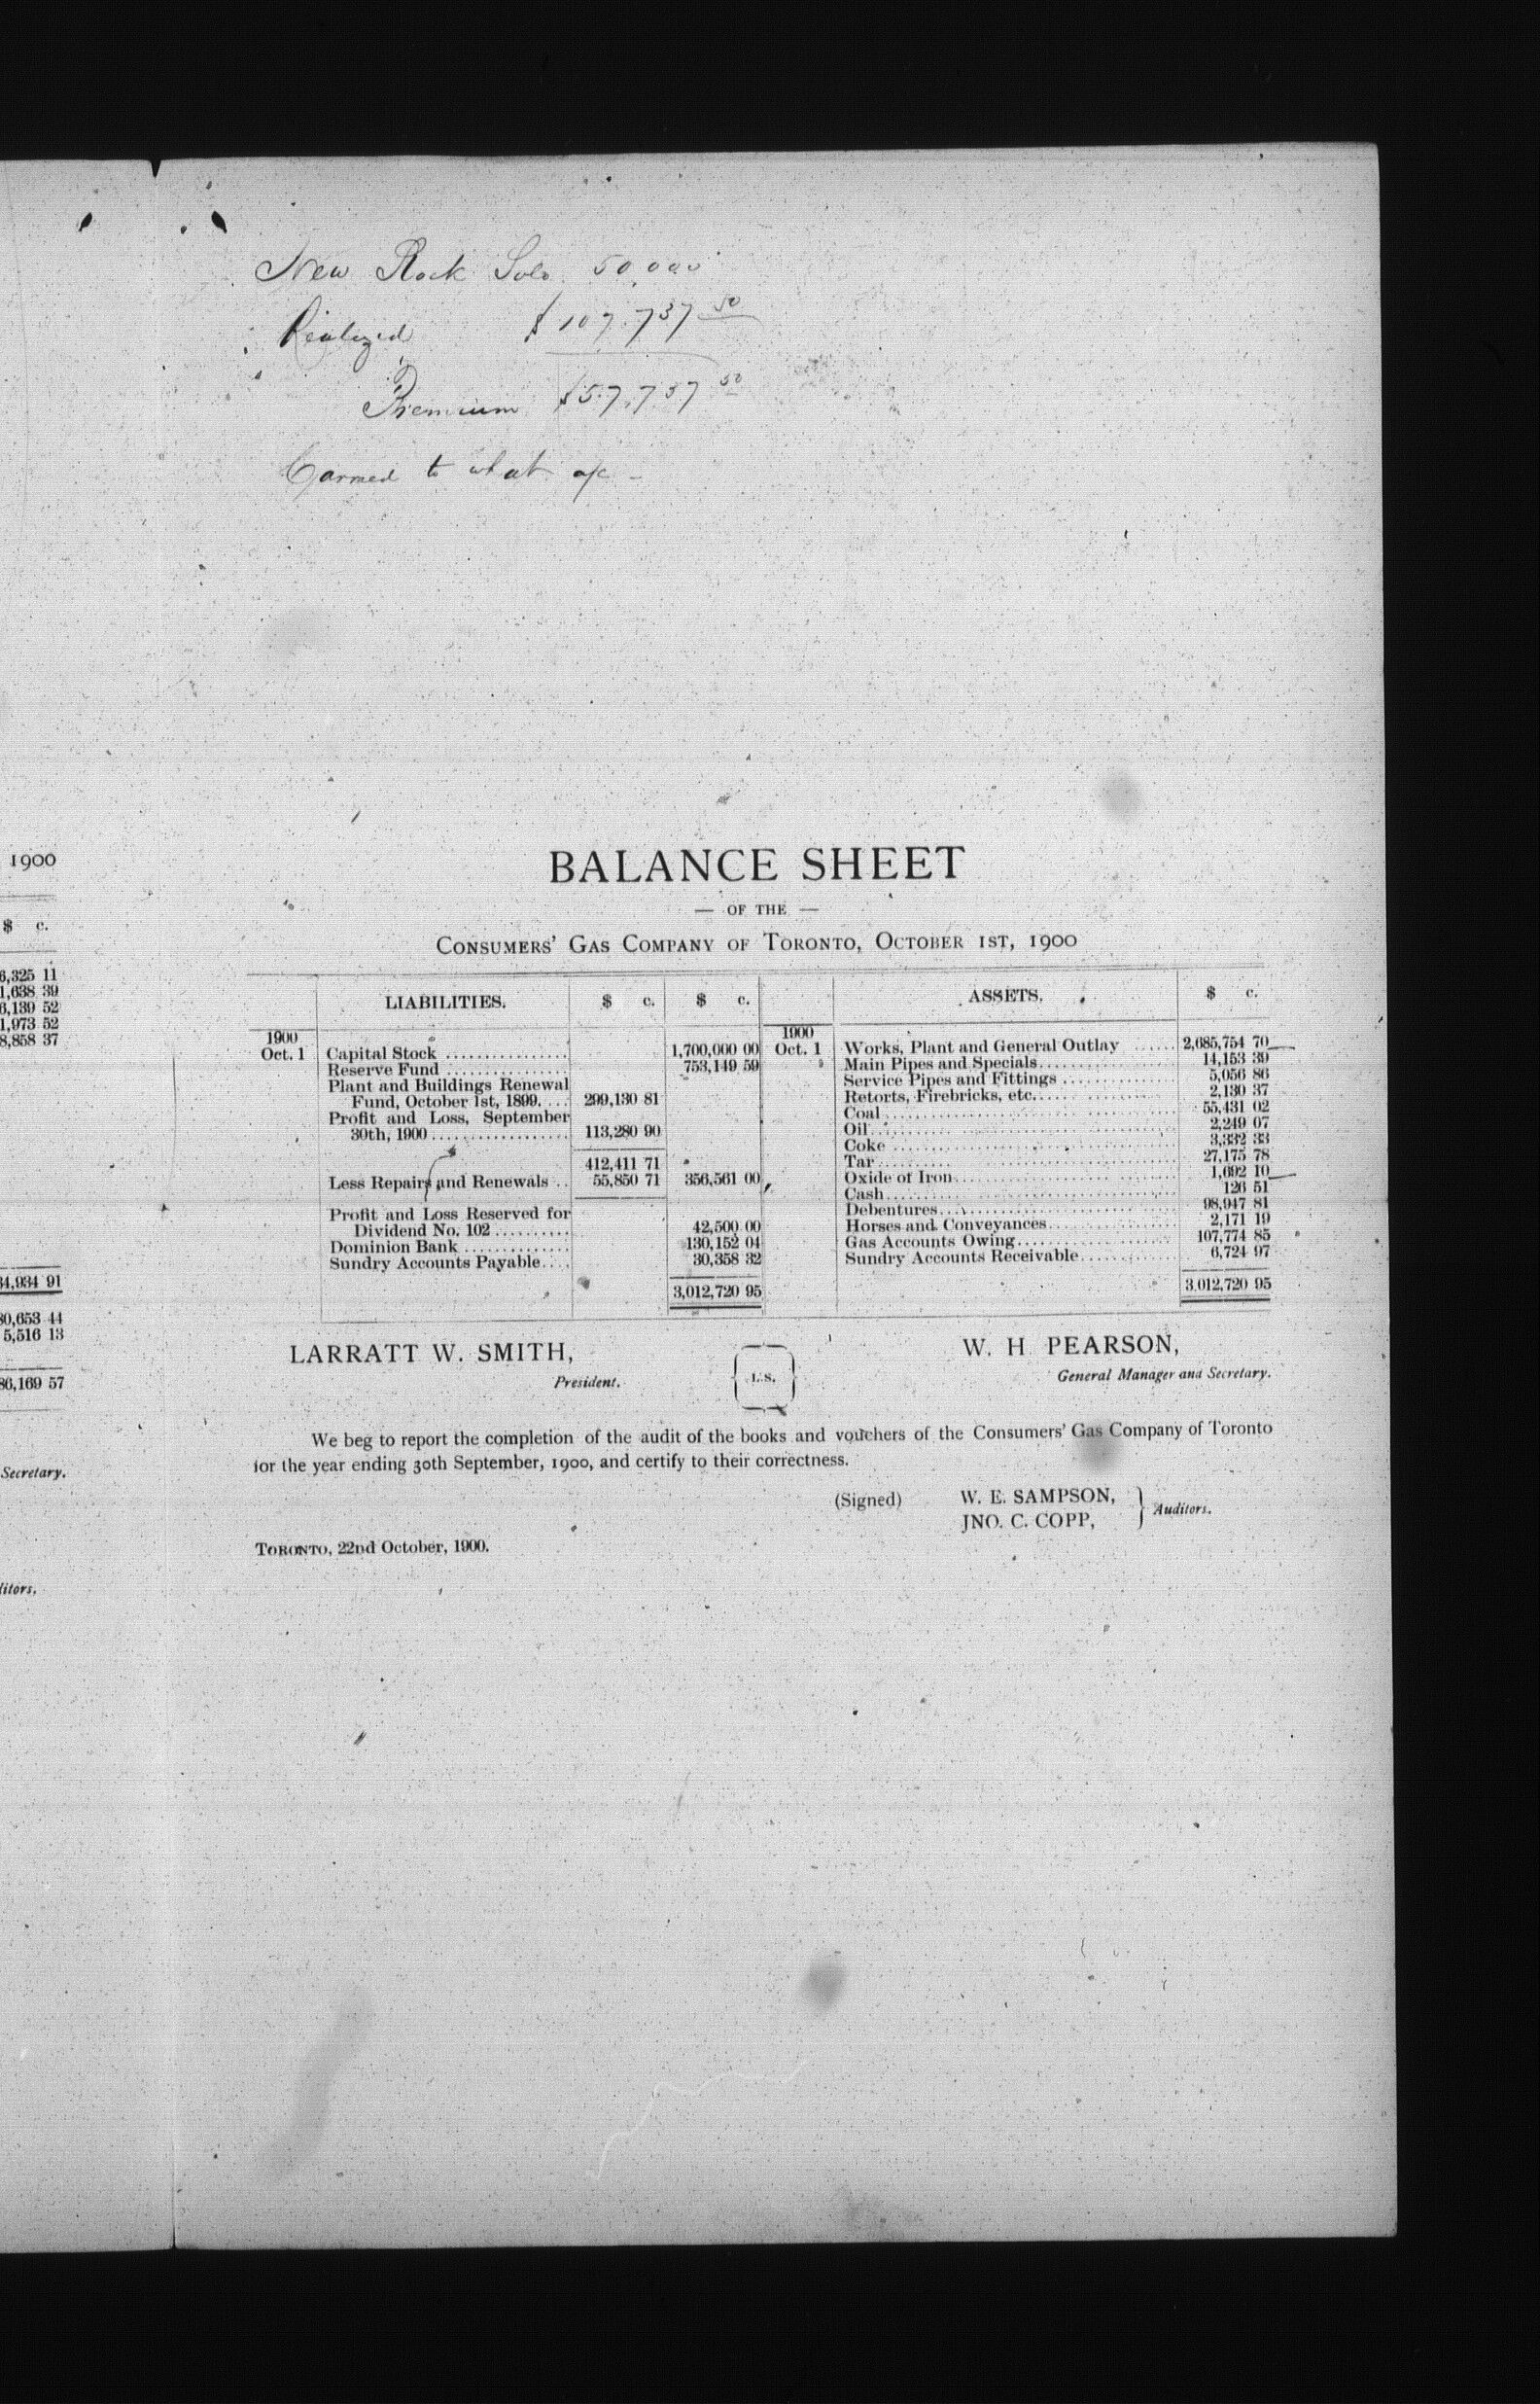 New Rock Solo 50,000
Realized $107,737 50
Premium $57,737 50
Carried to what a/c -
1900
$ c.
6,325 11
1,638 39
6,139 52
1,973 52
8,858 37
34,934 91
30,653 44
5,516 13
36,169 57
Secretary.
ditors.
BALANCE SHEET
— OF THE —
CONSUMERS' GAS COMPANY OF TORONTO, OCTOBER 1ST, 1900
LIABILITIES. $ c. $ c.
1900
Oct. 1 Capital Stock ................ 1,700,000 00
Reserve Fund ................ 753,149 59
Plant and Buildings Renewal
Fund, October 1st, 1899. ... 299,130 81
Profit and Loss, September
30th, 1900 .................. 113,280 90
412,411 71
Less Repairs and Renewals .. 55,850 71 356,561 00
Profit and Loss Reserved for
Dividend No. 102 .......... 42,500 00
Dominion Bank .............. 130,152 04
Sundry Accounts Payable.... 30,358 32
3,012,720 95
ASSETS. $ c.
1900
Oct. 1 Works, Plant and General Outlay ...... 2,685,754 70
Main Pipes and Specials.................. 14,153 39
Service Pipes and Fittings ................ 5,056 86
Retorts, Firebricks, etc.................. 2,130 37
Coal.................. 55,431 02
Oil.................. 2,249 07
Coke .................. 3,332 33
Tar.................. 27,175 78
Oxide of Iron.................. 1,692 10
Cash.................. 126 51
Debentures.................. 98,947 81
Horses and Conveyances.................. 2,171 19
Gas Accounts Owing.................. 107,774 85
Sundry Accounts Receivable.............. 6,724 97
3,012,720 95
LARRATT W. SMITH,
President.
L.S.
W. H PEARSON,
General Manager and Secretary.
We beg to report the completion of the audit of the books and vouchers of the Consumers' Gas Company of Toronto
for the year ending 30th September, 1900, and certify to their correctness.
(Signed) W. E. SAMPSON,
JNO. C. COPP,
Auditors.
TORONTO, 22nd October, 1900.